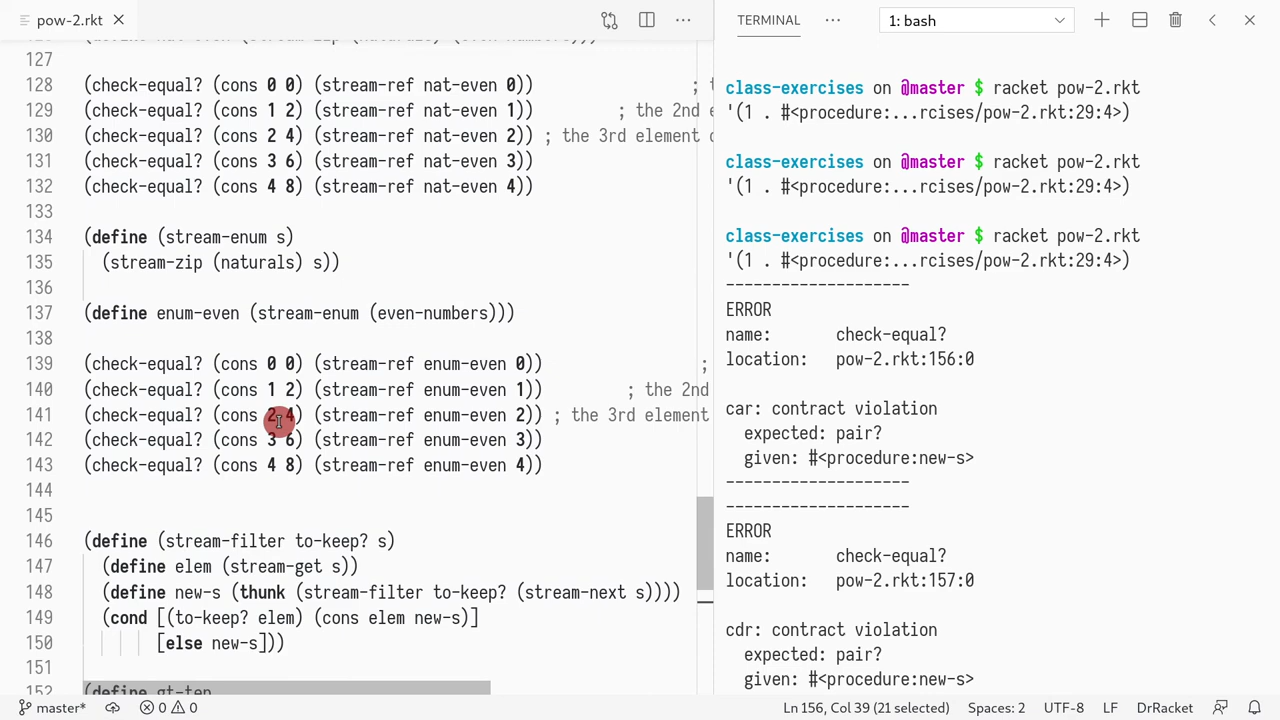 pow-2.rkt
127
128 (check-equal? (cons 0 0) (stream-ref nat-even 0)) ; t
129 (check-equal? (cons 1 2) (stream-ref nat-even 1)) ; the 2nd e
130 (check-equal? (cons 2 4) (stream-ref nat-even 2)) ; the 3rd element o
131 (check-equal? (cons 3 6) (stream-ref nat-even 3))
132 (check-equal? (cons 4 8) (stream-ref nat-even 4))
133
134 (define (stream-enum s)
135 (stream-zip (naturals) s))
136
137 (define enum-even (stream-enum (even-numbers)))
138
139 (check-equal? (cons 0 0) (stream-ref enum-even 0)) ;
140 (check-equal? (cons 1 2) (stream-ref enum-even 1)) ; the 2nd
141 (check-equal? (cons 2 4) (stream-ref enum-even 2)) ; the 3rd element
142 (check-equal? (cons 3 6) (stream-ref enum-even 3))
143 (check-equal? (cons 4 8) (stream-ref enum-even 4))
144
145
146 (define (stream-filter to-keep? s)
147 (define elem (stream-get s))
148 (define new-s (thunk (stream-filter to-keep? (stream-next s))))
149 (cond [(to-keep? elem) (cons elem new-s)]
150 [else new-s]))
151
152 (define gt-ten
TERMINAL
1: bash
class-exercises on @master $ racket pow-2.rkt
'(1 . #<procedure:...rcises/pow-2.rkt:29:4>)
class-exercises on @master $ racket pow-2.rkt
'(1 . #<procedure:...rcises/pow-2.rkt:29:4>)
class-exercises on @master $ racket pow-2.rkt
'(1 . #<procedure:...rcises/pow-2.rkt:29:4>)
--------------------
ERROR
name: check-equal?
location: pow-2.rkt:156:0
car: contract violation
expected: pair?
given: #<procedure:new-s>
--------------------
--------------------
ERROR
name: check-equal?
location: pow-2.rkt:157:0
cdr: contract violation
expected: pair?
given: #<procedure:new-s>
master* 0 0 Ln 156, Col 39 (21 selected) Spaces: 2 UTF-8 LF DrRacket